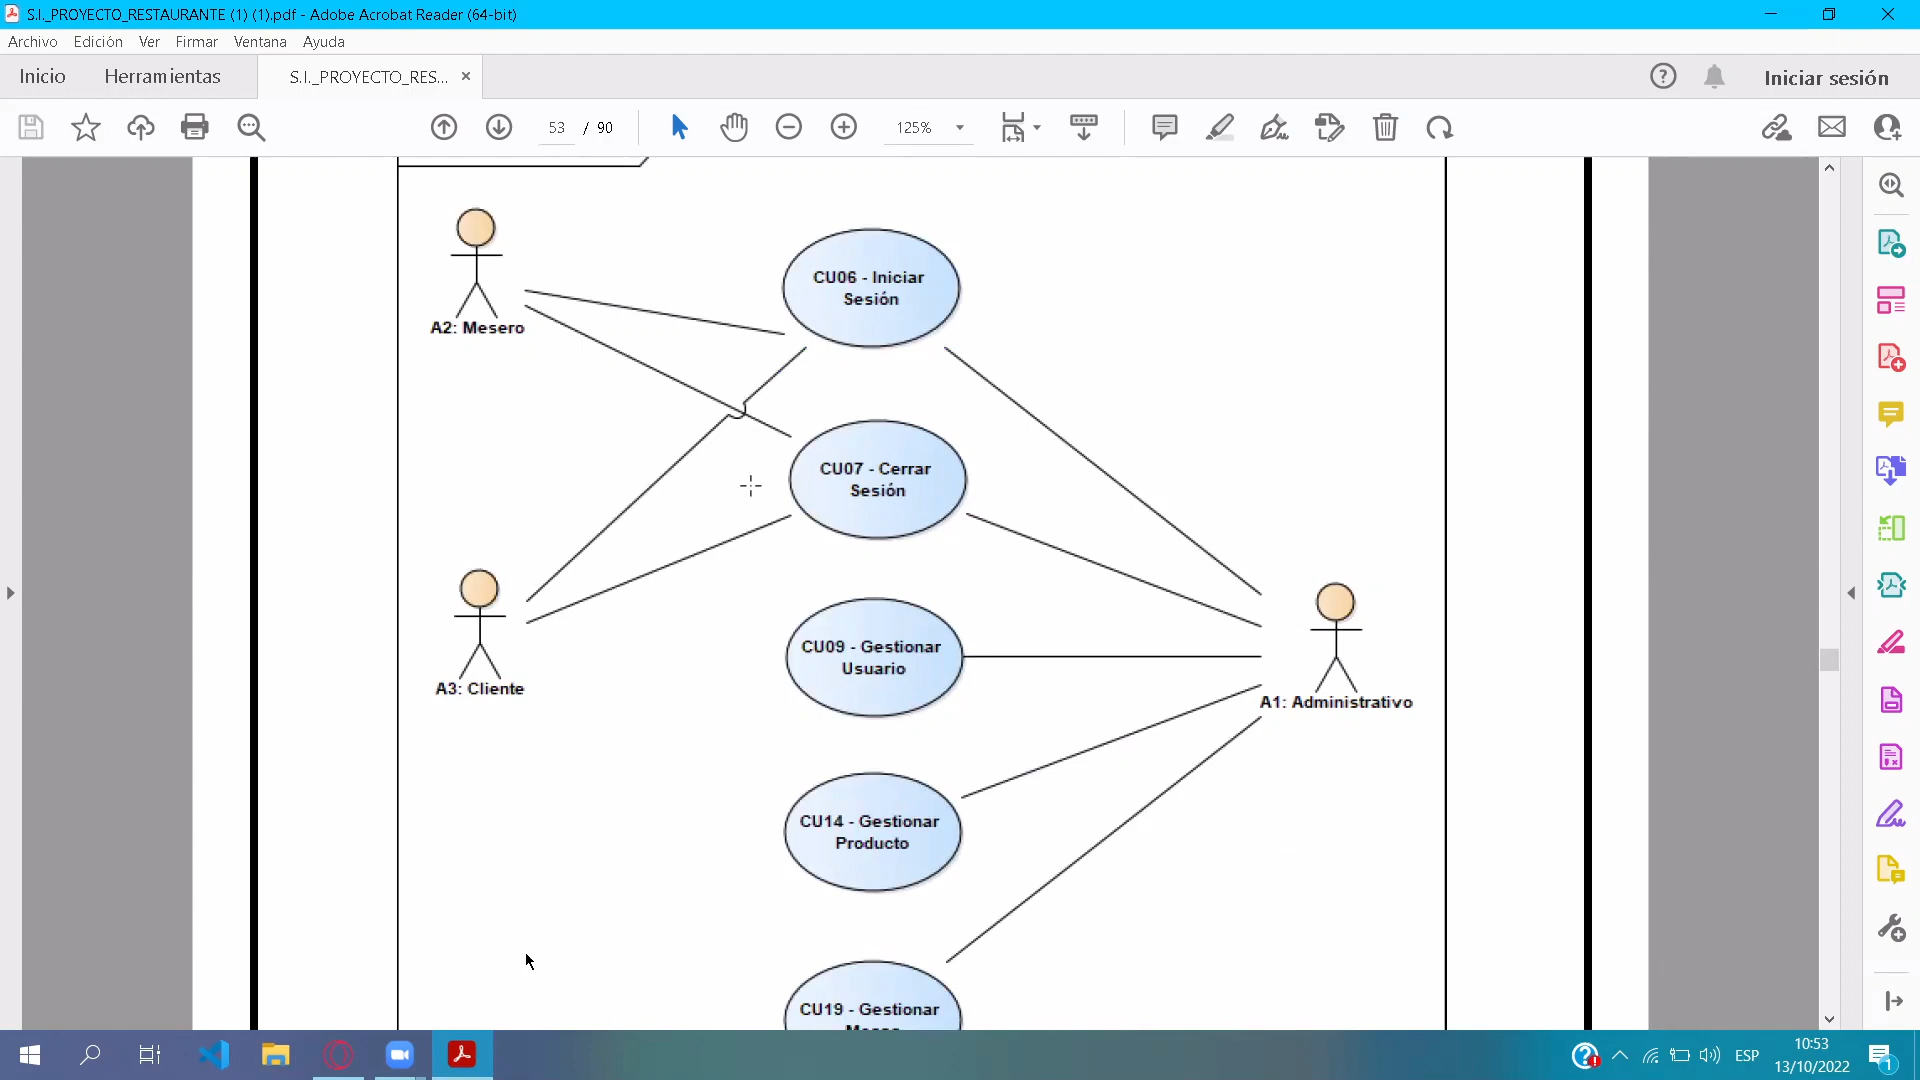 S.I._PROYECTO_RESTAURANTE (1) (1).pdf - Adobe Acrobat Reader (64-bit)
Archivo Edición Ver Firmar Ventana Ayuda
Inicio Herramientas S.I._PROYECTO_RES... × Iniciar sesión
53 / 90 125%
A2: Mesero
CU06 - Iniciar
Sesión
CU07 - Cerrar
Sesión
A3: Cliente
CU09 - Gestionar
Usuario
A1: Administrativo
CU14 - Gestionar
Producto
CU19 - Gestionar
ESP
10:53
13/10/2022
1